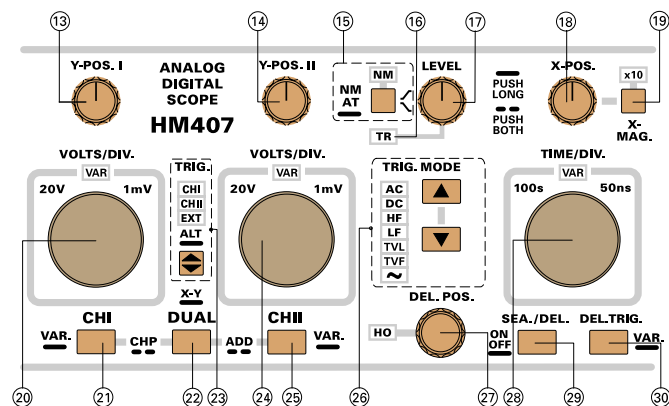 13 14 15 16 17 18 19
Y-POS. I
ANALOG
DIGITAL
SCOPE
HM407
Y-POS. II
NM
AT
NM
LEVEL
TR
PUSH
LONG
PUSH
BOTH
X-POS.
x10
X-
MAG.
VOLTS/DIV.
VAR
20V 1mV
TRIG.
CHI
CHII
EXT
ALT
VOLTS/DIV.
VAR
20V 1mV
TRIG. MODE
AC
DC
HF
LF
TVL
TVF
~
TIME/DIV.
VAR
100s 50ns
X-Y
DEL. POS.
HO
VAR.
CHI
CHP
DUAL
ADD
CHII
VAR.
ON
OFF
SEA./DEL.
DEL.TRIG.
VAR.
20 21 22 23 24 25 26 27 28 29 30